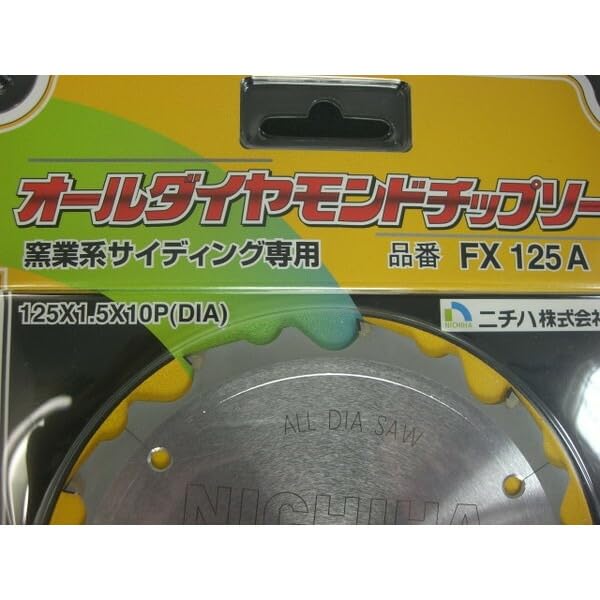 オールダイヤモンドチップソー
窯業系サイディング専用
品番 FX 125A
125X1.5X10P(DIA)
NICHIHA
ニチハ株式会社
ALL DIA SAW
NICHIHA